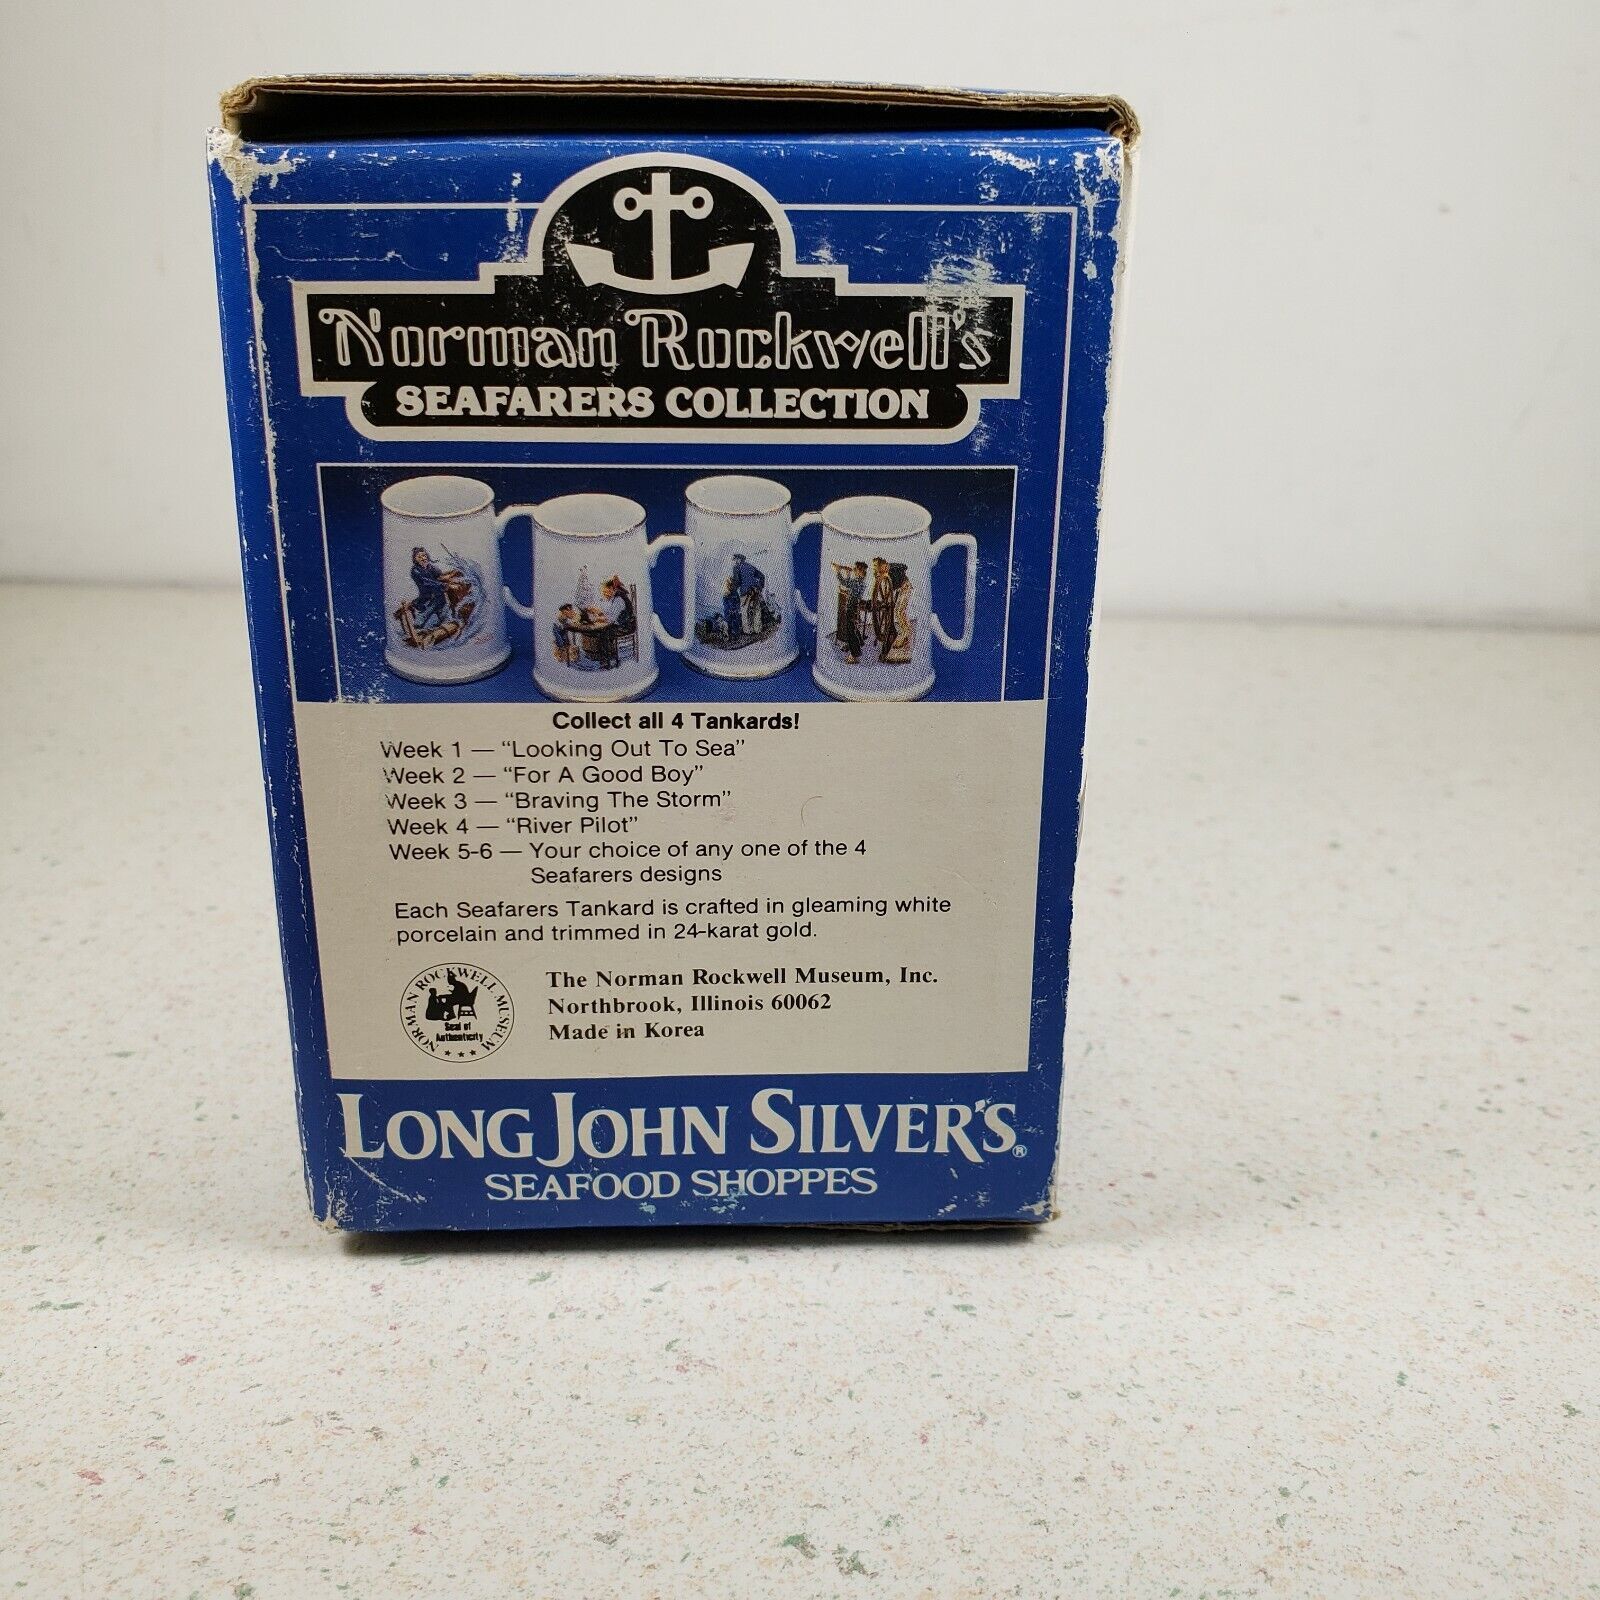 Norman Rockwell's
SEAFARERS COLLECTION
Collect all 4 Tankards!
Week 1 — "Looking Out To Sea"
Week 2 — "For A Good Boy"
Week 3 — "Braving The Storm"
Week 4 — "River Pilot"
Week 5-6 — Your choice of any one of the 4
Seafarers designs
Each Seafarers Tankard is crafted in gleaming white
porcelain and trimmed in 24-karat gold.
NORMAN ROCKWELL MUSEUM
Seal of
Authenticity
The Norman Rockwell Museum, Inc.
Northbrook, Illinois 60062
Made in Korea
LONG JOHN SILVER'S®
SEAFOOD SHOPPES